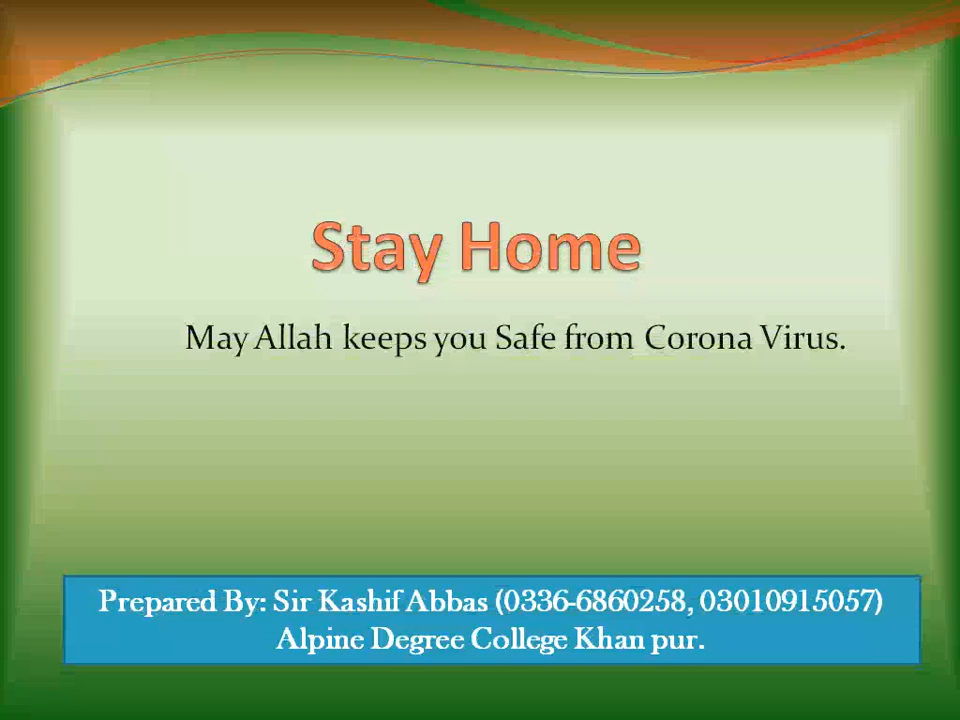 Stay Home
May Allah keeps you Safe from Corona Virus.
Prepared By: Sir Kashif Abbas (0336-6860258, 03010915057)
Alpine Degree College Khan pur.